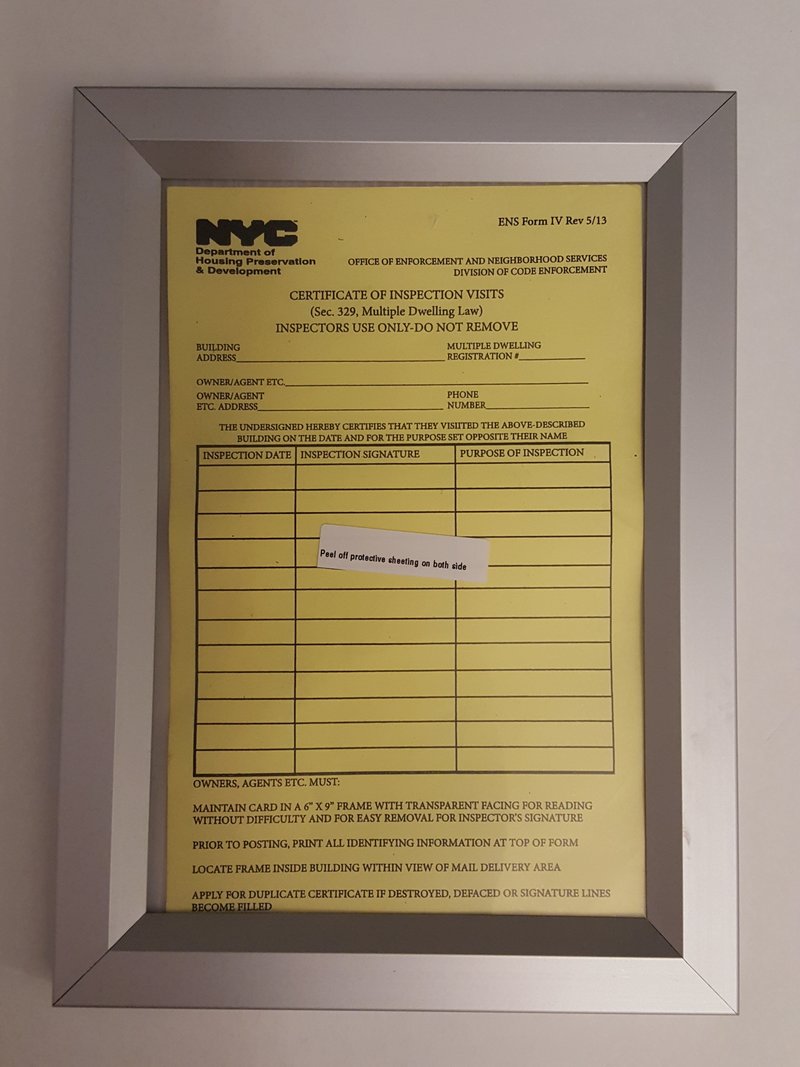 NYC™
Department of
Housing Preservation
& Development
ENS Form IV Rev 5/13
OFFICE OF ENFORCEMENT AND NEIGHBORHOOD SERVICES
DIVISION OF CODE ENFORCEMENT
CERTIFICATE OF INSPECTION VISITS
(Sec. 329, Multiple Dwelling Law)
INSPECTORS USE ONLY-DO NOT REMOVE
BUILDING
ADDRESS
MULTIPLE DWELLING
REGISTRATION #
OWNER/AGENT ETC.
OWNER/AGENT
ETC. ADDRESS
PHONE
NUMBER
THE UNDERSIGNED HEREBY CERTIFIES THAT THEY VISIITED THE ABOVE-DESCRIBED
BUILDING ON THE DATE AND FOR THE PURPOSE SET OPPOSITE THEIR NAME
INSPECTION DATE INSPECTION SIGNATURE PURPOSE OF INSPECTION
Peel off protective sheeting on both side
OWNERS, AGENTS ETC. MUST:
MAINTAIN CARD IN A 6" X 9" FRAME WITH TRANSPARENT FACING FOR READING
WITHOUT DIFFICULTY AND FOR EASY REMOVAL FOR INSPECTOR'S SIGNATURE
PRIOR TO POSTING, PRINT ALL IDENTIFYING INFORMATION AT TOP OF FORM
LOCATE FRAME INSIDE BUILDING WITHIN VIEW OF MAIL DELIVERY AREA
APPLY FOR DUPLICATE CERTIFICATE IF DESTROYED, DEFACED OR SIGNATURE LINES
BECOME FILLED